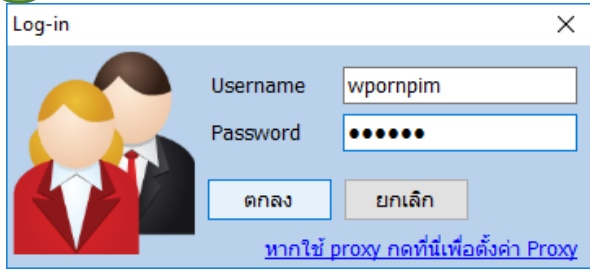 Log-in
Username wpornpim
Password ●●●●●●
ตกลง ยกเลิก
หากใช้ proxy กดที่นี่เพื่อตั้งค่า Proxy